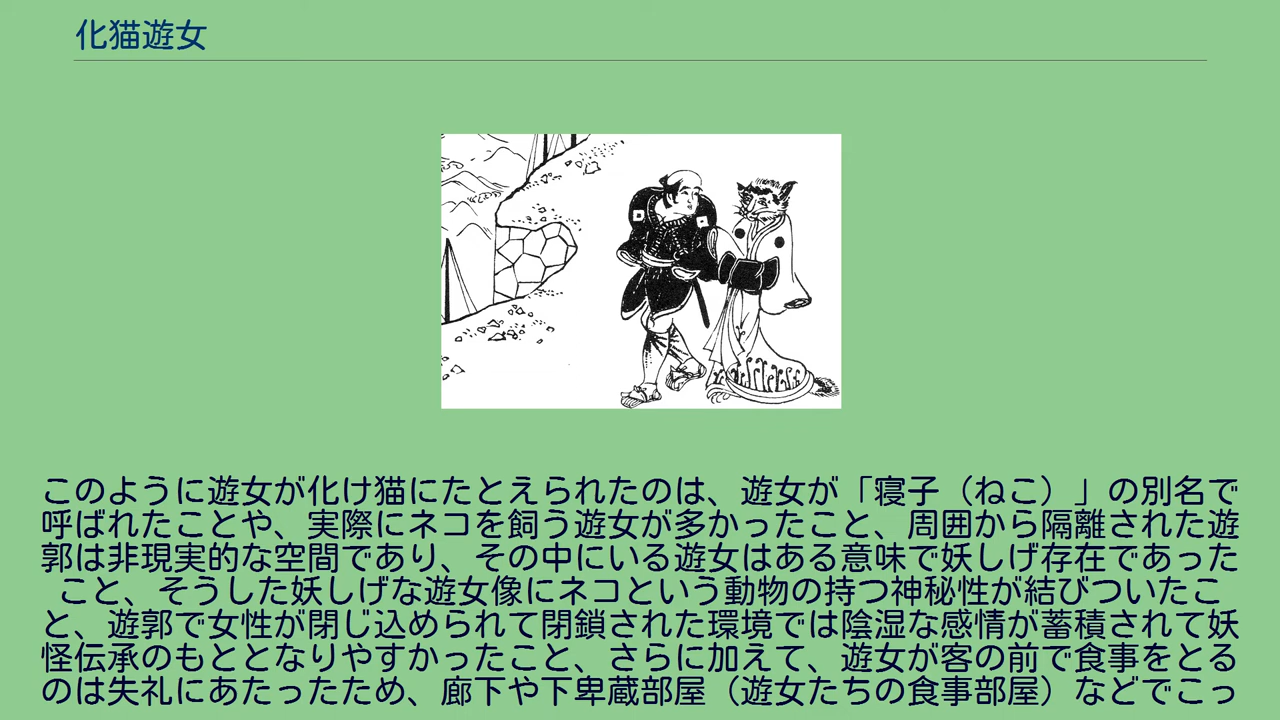 化猫遊女
このように遊女が化け猫にたとえられたのは、遊女が「寝子（ねこ）」の別名で
呼ばれたことや、実際にネコを飼う遊女が多かったこと、周囲から隔離された遊
郭は非現実的な空間であり、その中にいる遊女はある意味で妖しげ存在であった
こと、そうした妖しげな遊女像にネコという動物の持つ神秘性が結びついたこ
と、遊郭で女性が閉じ込められて閉鎖された環境では陰湿な感情が蓄積されて妖
怪伝承のもととなりやすかったこと、さらに加えて、遊女が客の前で食事をとる
のは失礼にあたったため、廊下や下卑蔵部屋（遊女たちの食事部屋）などでこっ